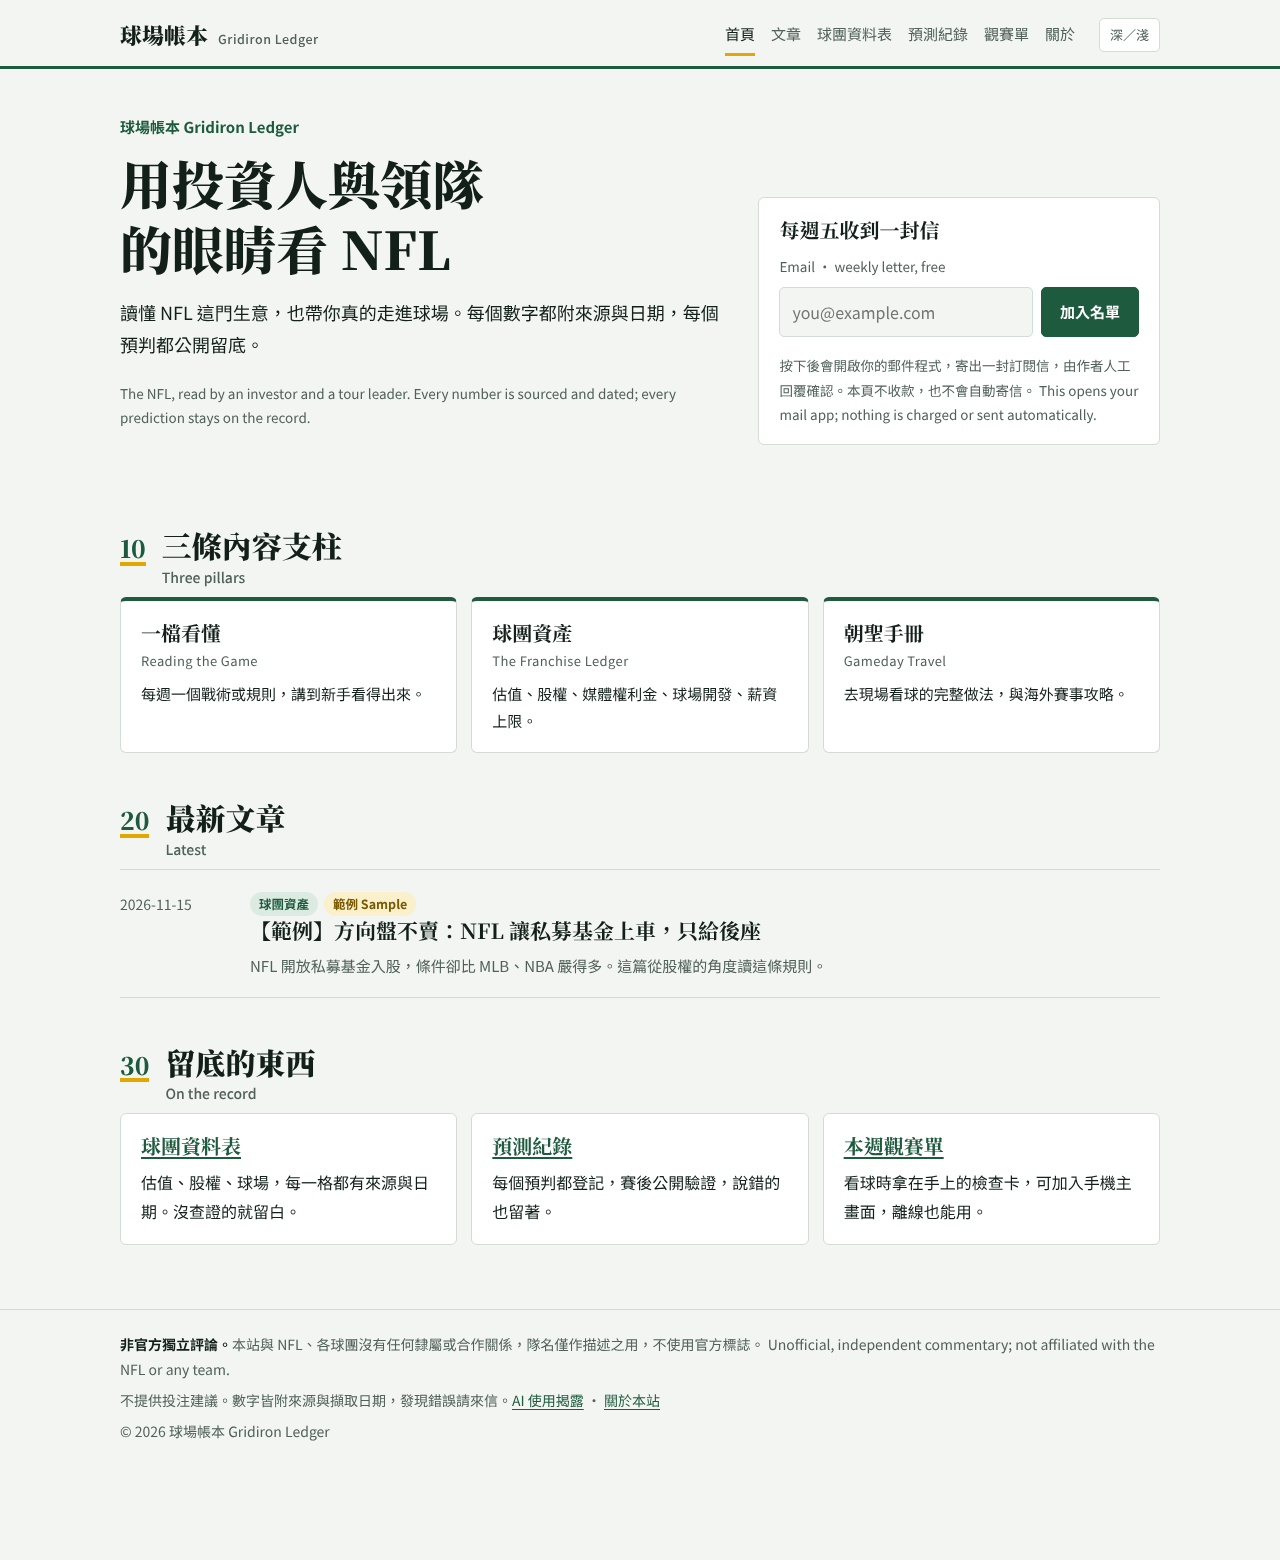 球場帳本 Gridiron Ledger
首頁 文章 球團資料表 預測紀錄 觀賽單 關於 深／淺
球場帳本 Gridiron Ledger
用投資人與領隊
的眼睛看 NFL
讀懂 NFL 這門生意，也帶你真的走進球場。每個數字都附來源與日期，每個
預判都公開留底。
The NFL, read by an investor and a tour leader. Every number is sourced and dated; every
prediction stays on the record.
每週五收到一封信
Email · weekly letter, free
you@example.com 加入名單
按下後會開啟你的郵件程式，寄出一封訂閱信，由作者人工
回覆確認。本頁不收款，也不會自動寄信。 This opens your
mail app; nothing is charged or sent automatically.
10 三條內容支柱
Three pillars
一檔看懂
Reading the Game
每週一個戰術或規則，講到新手看得出來。
球團資產
The Franchise Ledger
估值、股權、媒體權利金、球場開發、薪資
上限。
朝聖手冊
Gameday Travel
去現場看球的完整做法，與海外賽事攻略。
20 最新文章
Latest
2026-11-15 球團資產 範例 Sample
【範例】方向盤不賣：NFL 讓私募基金上車，只給後座
NFL 開放私募基金入股，條件卻比 MLB、NBA 嚴得多。這篇從股權的角度讀這條規則。
30 留底的東西
On the record
球團資料表
估值、股權、球場，每一格都有來源與日
期。沒查證的就留白。
預測紀錄
每個預判都登記，賽後公開驗證，說錯的
也留著。
本週觀賽單
看球時拿在手上的檢查卡，可加入手機主
畫面，離線也能用。
非官方獨立評論。本站與 NFL、各球團沒有任何隸屬或合作關係，隊名僅作描述之用，不使用官方標誌。 Unofficial, independent commentary; not affiliated with the
NFL or any team.
不提供投注建議。數字皆附來源與擷取日期，發現錯誤請來信。AI 使用揭露 · 關於本站
© 2026 球場帳本 Gridiron Ledger